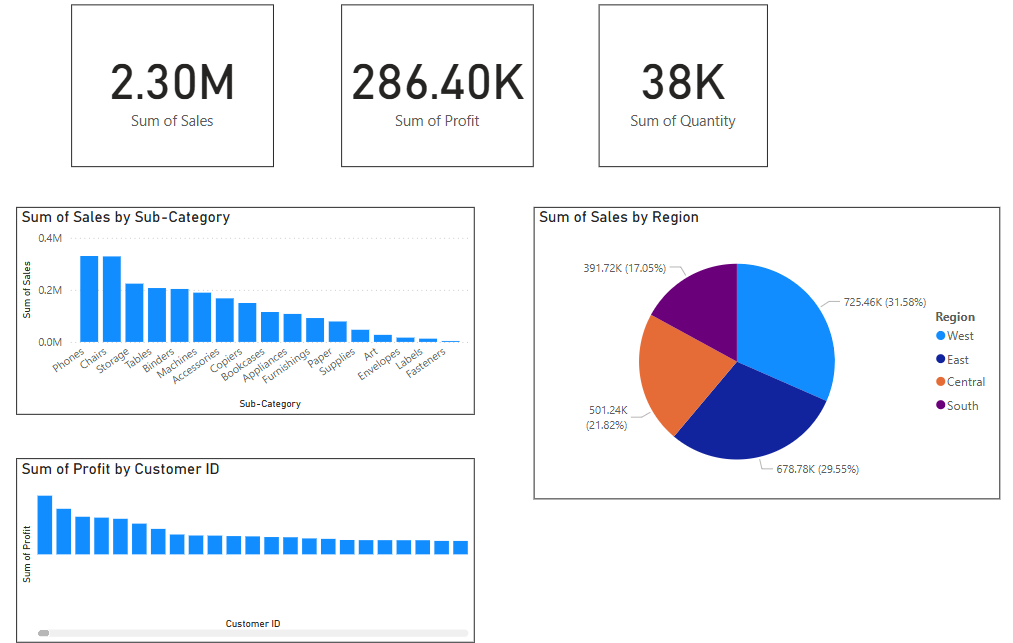 2.30M
Sum of Sales
286.40K
Sum of Profit
38K
Sum of Quantity
Sum of Sales by Sub-Category
Sum of Sales
0.4M
0.2M
0.0M
Phones
Chairs
Storage
Tables
Binders
Machines
Accessories
Copiers
Bookcases
Appliances
Furnishings
Paper
Supplies
Art
Envelopes
Labels
Fasteners
Sub-Category
Sum of Sales by Region
391.72K (17.05%)
725.46K (31.58%)
501.24K
(21.82%)
678.78K (29.55%)
Region
West
East
Central
South
Sum of Profit by Customer ID
Sum of Profit
Customer ID